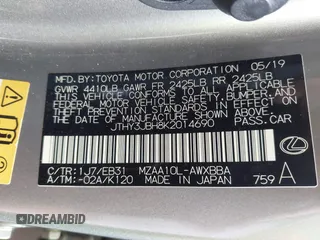 MFD. BY: TOYOTA MOTOR CORPORATION 05/19
GVWR 4410LB GAWR FR 2425LB RR 2425LB
THIS VEHICLE CONFORMS TO ALL APPLICABLE
FEDERAL MOTOR VEHICLE SAFETY, BUMPER, AND
THEFT PREVENTION STANDARDS IN EFFECT ON
THE DATE OF MANUFACTURE SHOWN ABOVE.
JTHY3JBH8K2014690
PASS. CAR
C/TR: 1J7/EB31 MZAA10L-AWXBBA
A/TM: -02A/K120 MADE IN JAPAN 759 A
DREAMBID